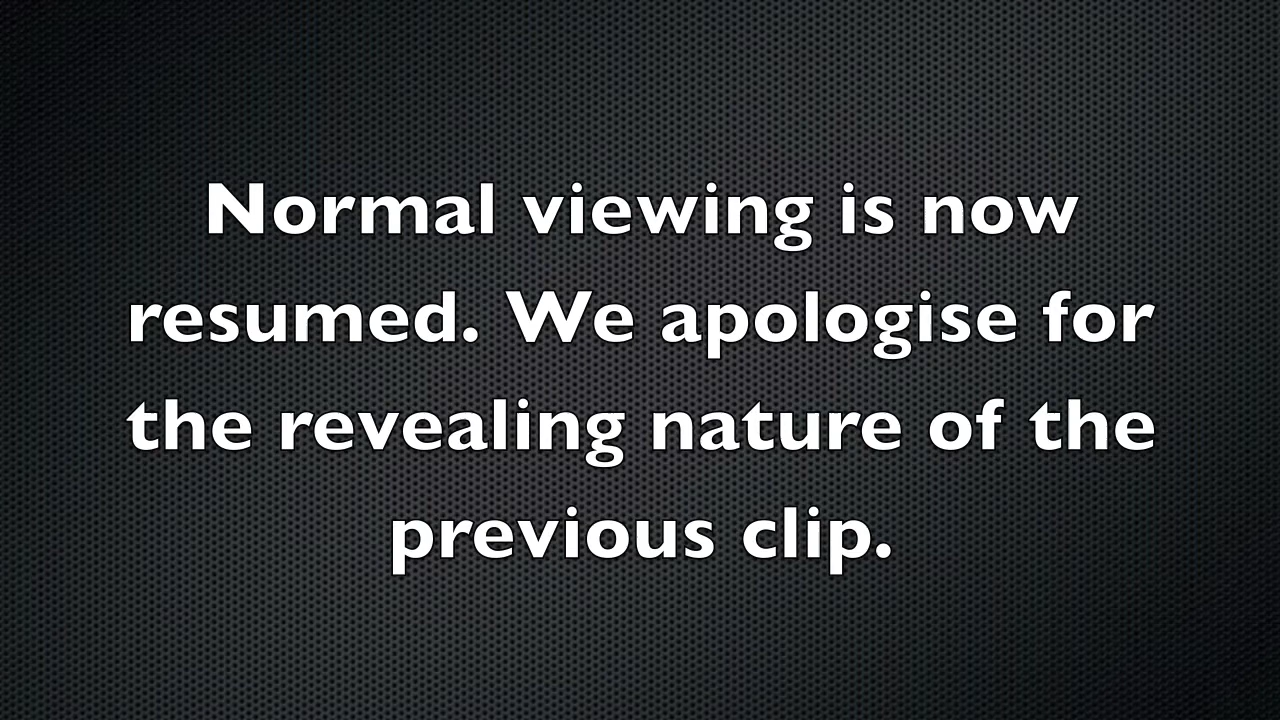 Normal viewing is now
resumed. We apologise for
the revealing nature of the
previous clip.